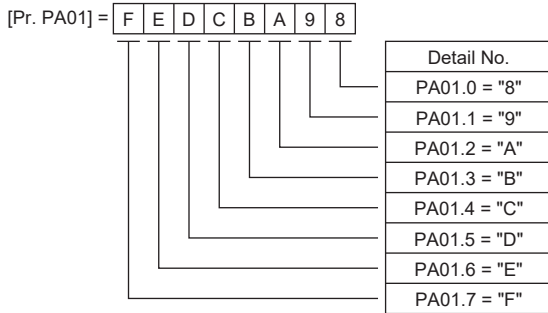 [Pr. PA01] = F E D C B A 9 8
Detail No.
PA01.0 = "8"
PA01.1 = "9"
PA01.2 = "A"
PA01.3 = "B"
PA01.4 = "C"
PA01.5 = "D"
PA01.6 = "E"
PA01.7 = "F"